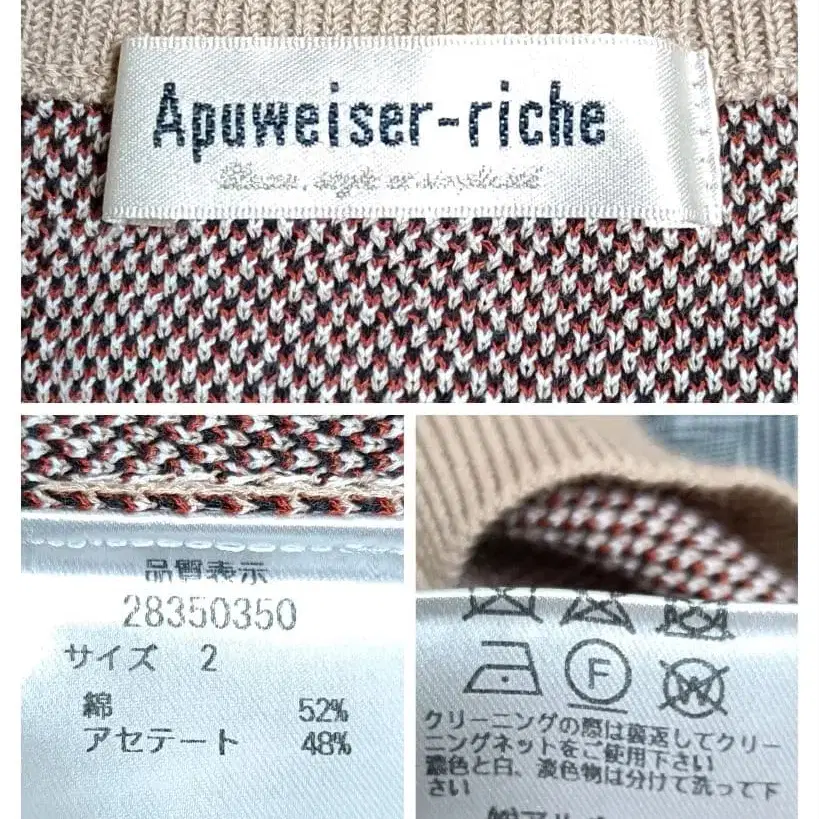 Apuweiser-riche
品質表示
28350350
サイズ 2
綿 52%
アセテート 48%
F
W
クリーニングの際は裏返してクリー
ニングネットをご使用下さい
濃色と白、淡色物は分けて洗って下
さい